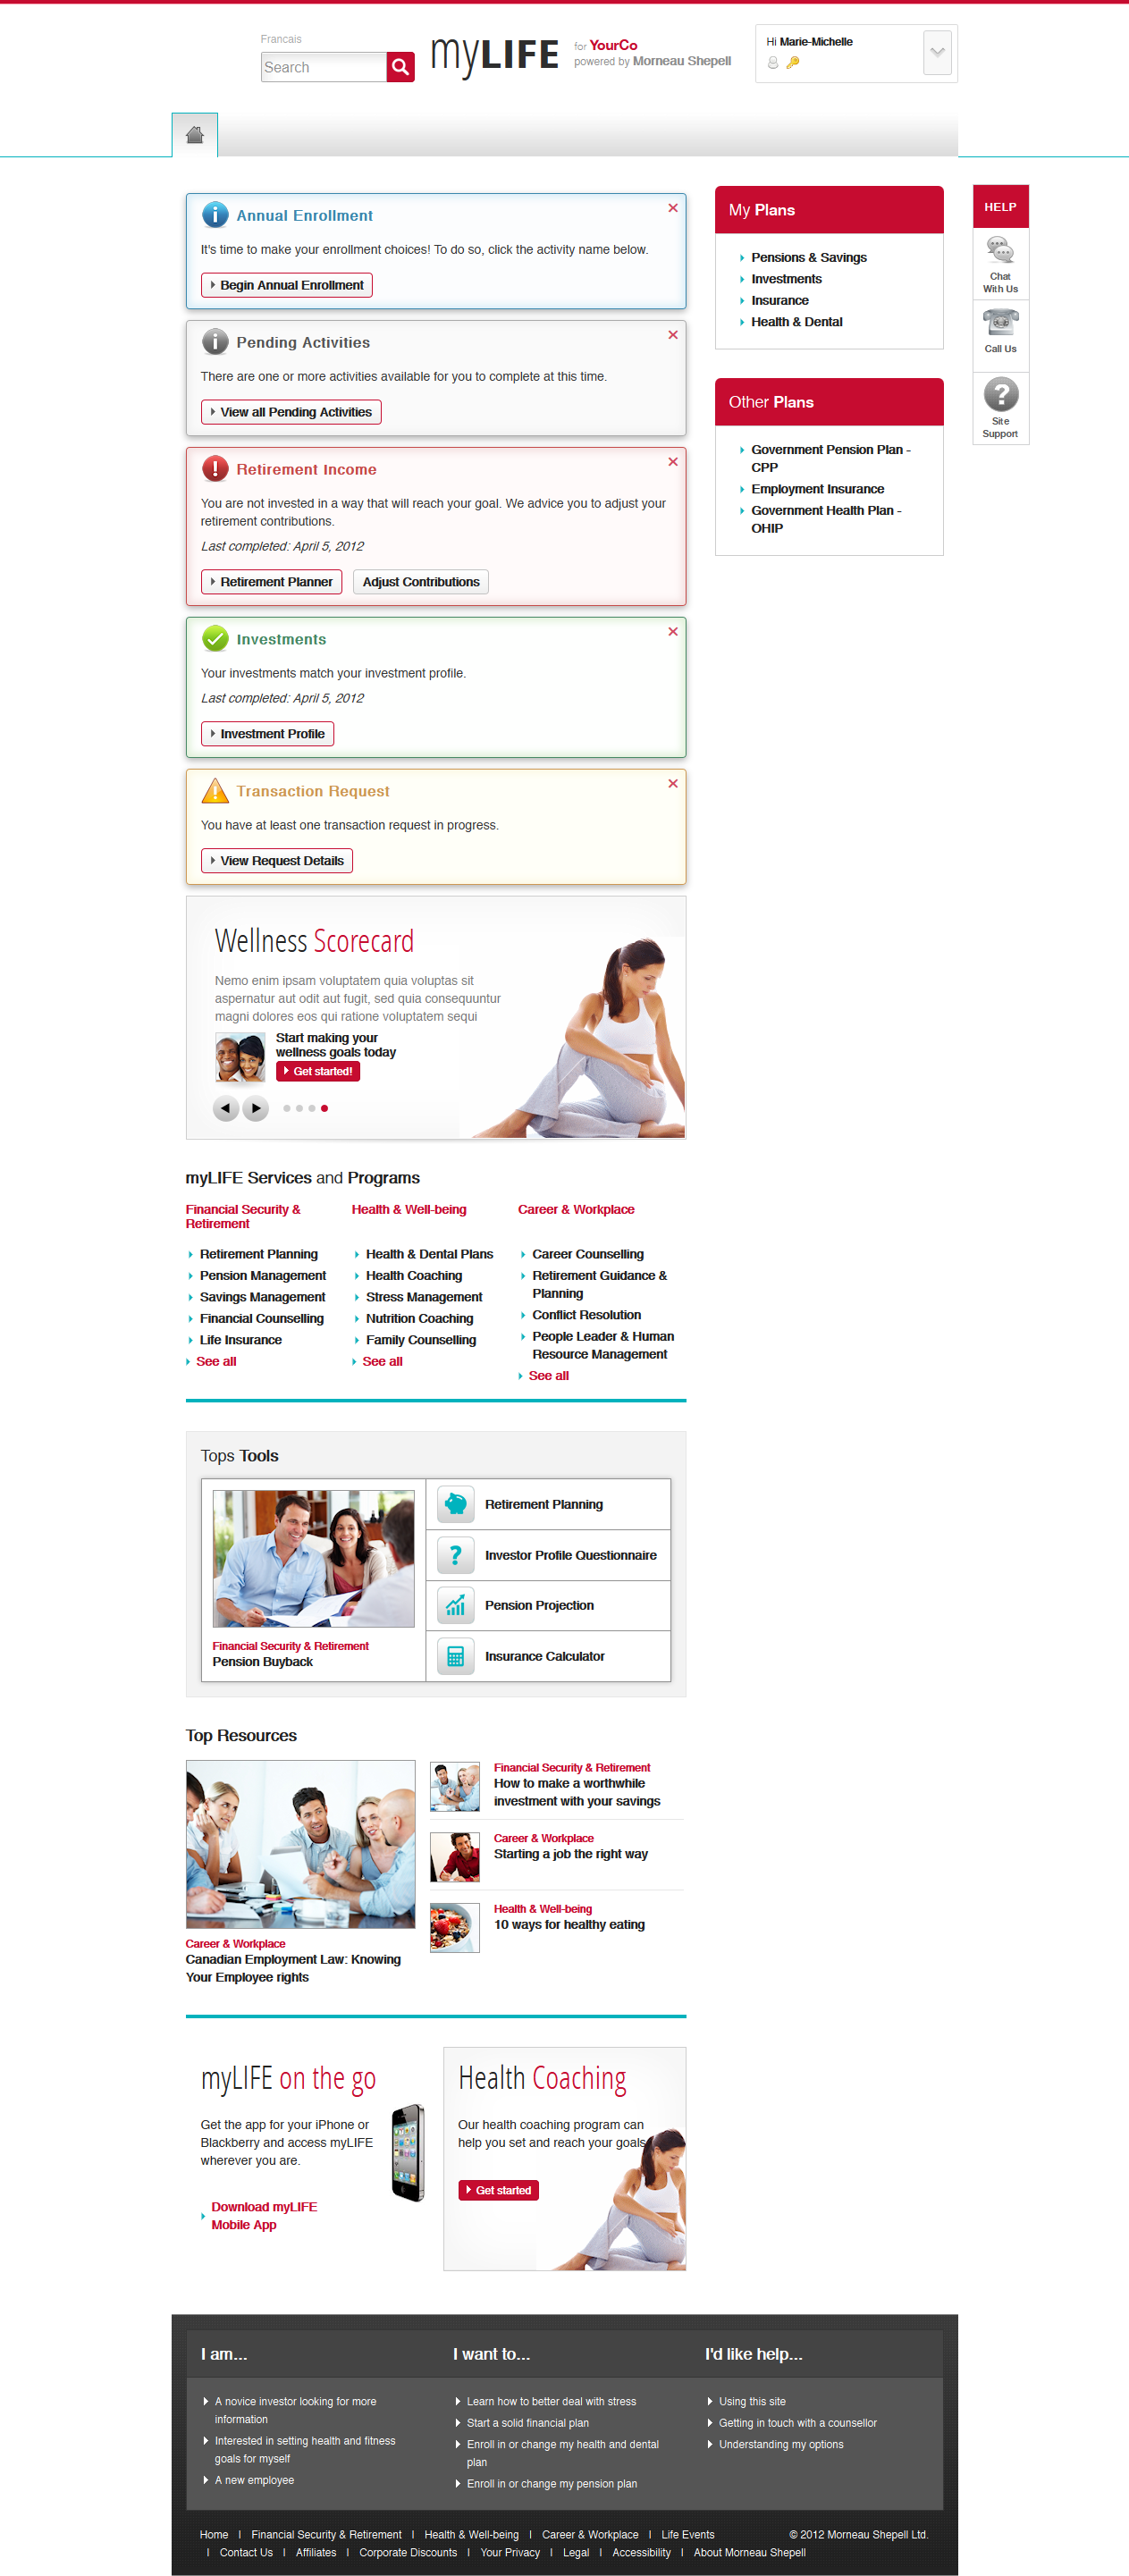 Francais
Search
myLIFE
for YourCo
powered by Morneau Shepell
Hi Marie-Michelle
Annual Enrollment
It's time to make your enrollment choices! To do so, click the activity name below.
Begin Annual Enrollment
Pending Activities
There are one or more activities available for you to complete at this time.
View all Pending Activities
Retirement Income
You are not invested in a way that will reach your goal. We advice you to adjust your
retirement contributions.
Last completed: April 5, 2012
Retirement Planner
Adjust Contributions
Investments
Your investments match your investment profile.
Last completed: April 5, 2012
Investment Profile
Transaction Request
You have at least one transaction request in progress.
View Request Details
My Plans
Pensions & Savings
Investments
Insurance
Health & Dental
Other Plans
Government Pension Plan -
CPP
Employment Insurance
Government Health Plan -
OHIP
HELP
Chat
With Us
Call Us
Site
Support
Wellness Scorecard
Nemo enim ipsam voluptatem quia voluptas sit
aspernatur aut odit aut fugit, sed quia consequuntur
magni dolores eos qui ratione voluptatem sequi
Start making your
wellness goals today
Get started!
myLIFE Services and Programs
Financial Security &
Retirement
Retirement Planning
Pension Management
Savings Management
Financial Counselling
Life Insurance
See all
Health & Well-being
Health & Dental Plans
Health Coaching
Stress Management
Nutrition Coaching
Family Counselling
See all
Career & Workplace
Career Counselling
Retirement Guidance &
Planning
Conflict Resolution
People Leader & Human
Resource Management
See all
Tops Tools
Financial Security & Retirement
Pension Buyback
Retirement Planning
Investor Profile Questionnaire
Pension Projection
Insurance Calculator
Top Resources
Career & Workplace
Canadian Employment Law: Knowing
Your Employee rights
Financial Security & Retirement
How to make a worthwhile
investment with your savings
Career & Workplace
Starting a job the right way
Health & Well-being
10 ways for healthy eating
myLIFE on the go
Get the app for your iPhone or
Blackberry and access myLIFE
wherever you are.
Download myLIFE
Mobile App
Health Coaching
Our health coaching program can
help you set and reach your goals
Get started
I am...
A novice investor looking for more
information
Interested in setting health and fitness
goals for myself
A new employee
I want to...
Learn how to better deal with stress
Start a solid financial plan
Enroll in or change my health and dental
plan
Enroll in or change my pension plan
I'd like help...
Using this site
Getting in touch with a counsellor
Understanding my options
Home | Financial Security & Retirement | Health & Well-being | Career & Workplace | Life Events
© 2012 Morneau Shepell Ltd.
| Contact Us | Affiliates | Corporate Discounts | Your Privacy | Legal | Accessibility | About Morneau Shepell